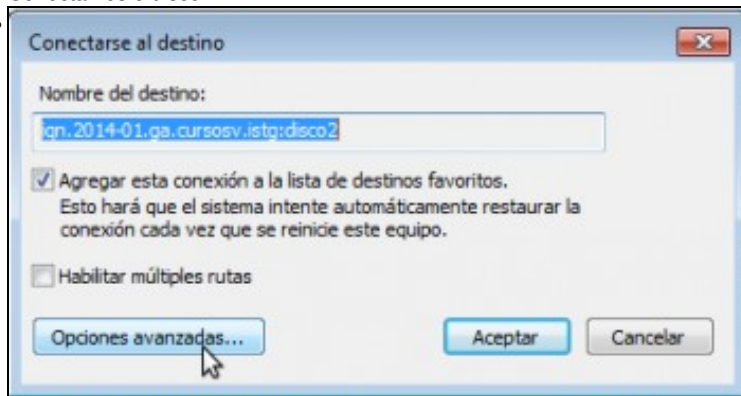 Conectarse al destino
Nombre del destino:
iqn.2014-01.ga.cursosv.istg:disco2
Agregar esta conexión a la lista de destinos favoritos.
Esto hará que el sistema intente automáticamente restaurar la
conexión cada vez que se reinicie este equipo.
Habilitar múltiples rutas
Opciones avanzadas...
Aceptar
Cancelar